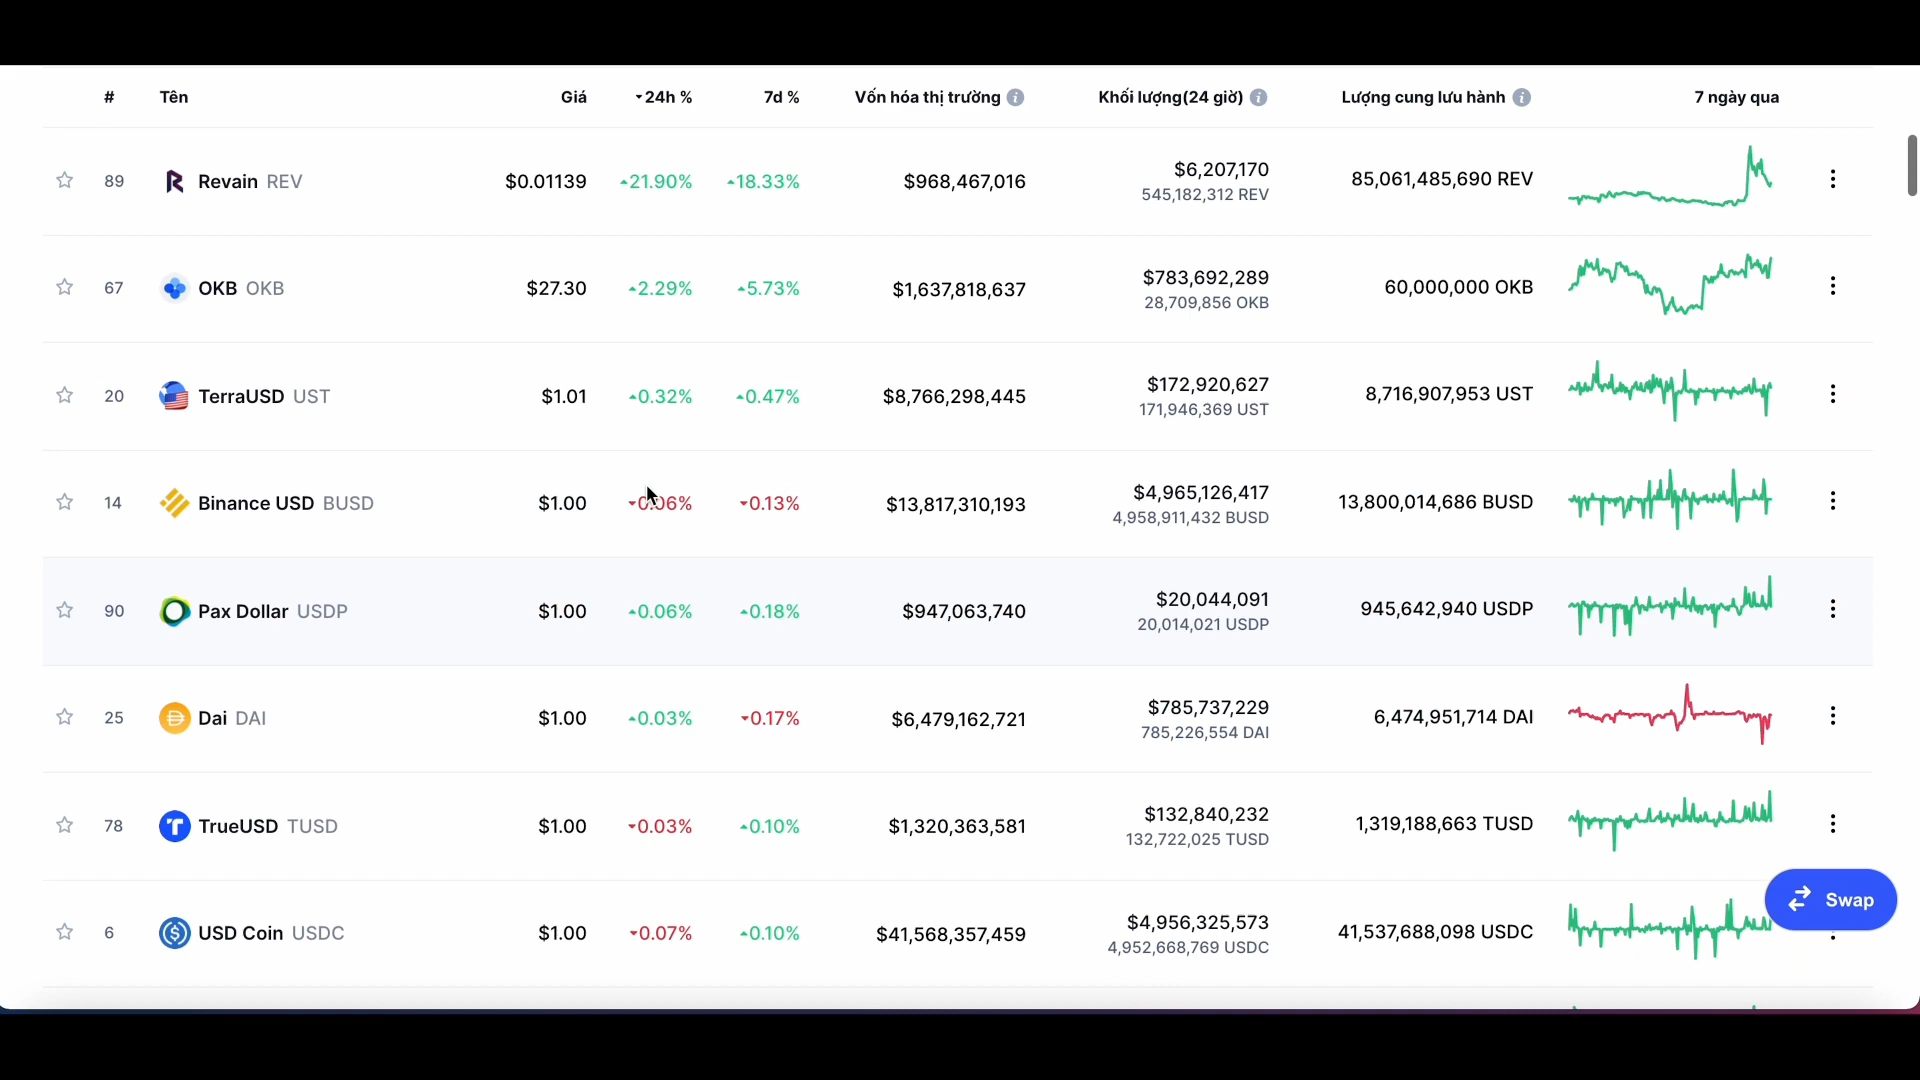 # Tên Giá 24h % 7d % Vốn hóa thị trường Khối lượng(24 giờ) Lượng cung lưu hành 7 ngày qua
89 Revain REV $0.01139 21.90% 18.33% $968,467,016 $6,207,170 85,061,485,690 REV
545,182,312 REV
67 OKB OKB $27.30 2.29% 5.73% $1,637,818,637 $783,692,289 60,000,000 OKB
28,709,856 OKB
20 TerraUSD UST $1.01 0.32% 0.47% $8,766,298,445 $172,920,627 8,716,907,953 UST
171,946,369 UST
14 Binance USD BUSD $1.00 0.06% 0.13% $13,817,310,193 $4,965,126,417 13,800,014,686 BUSD
4,958,911,432 BUSD
90 Pax Dollar USDP $1.00 0.06% 0.18% $947,063,740 $20,044,091 945,642,940 USDP
20,014,021 USDP
25 Dai DAI $1.00 0.03% 0.17% $6,479,162,721 $785,737,229 6,474,951,714 DAI
785,226,554 DAI
78 TrueUSD TUSD $1.00 0.03% 0.10% $1,320,363,581 $132,840,232 1,319,188,663 TUSD
132,722,025 TUSD
Swap
6 USD Coin USDC $1.00 0.07% 0.10% $41,568,357,459 $4,956,325,573 41,537,688,098 USDC
4,952,668,769 USDC